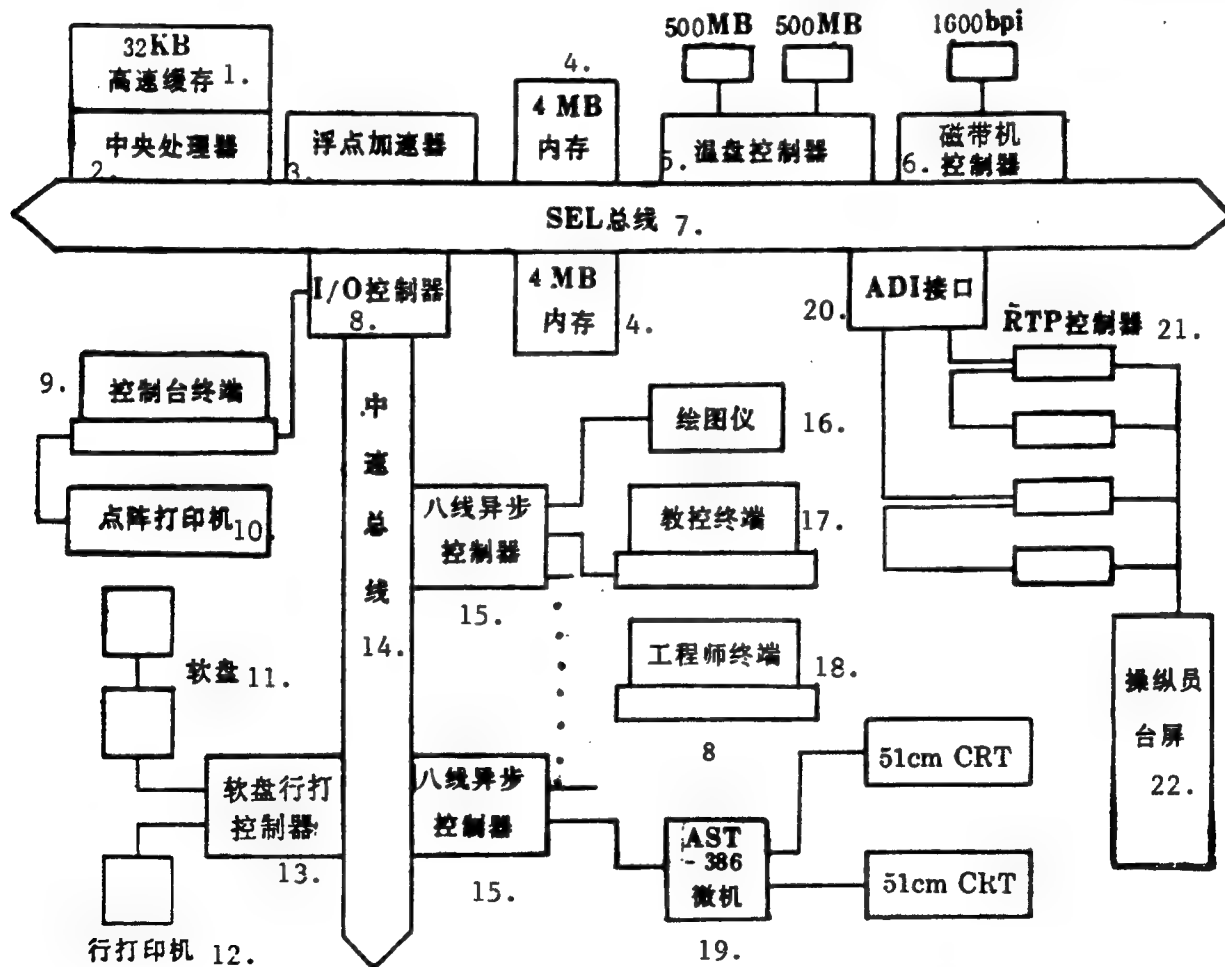 32KB
高速缓存 1.
中央处理器
2.
浮点加速器
3.
4.
4 MB
内存
500MB 500MB
温盘控制器
5.
1600bpi
磁带机
6. 控制器
SEL总线 7.
I/O控制器
8.
4 MB
内存 4.
ADI接口
20.
RTP控制器 21.
9. 控制台终端
点阵打印机 10.
中速总线
14.
八线异步
控制器
15.
绘图仪 16.
教控终端 17.
工程师终端 18.
8
软盘 11.
软盘行打
控制器
13.
行打印机 12.
八线异步
控制器
15.
AST
-386
微机
19.
51cm CRT
51cm CRT
操纵员
台屏
22.